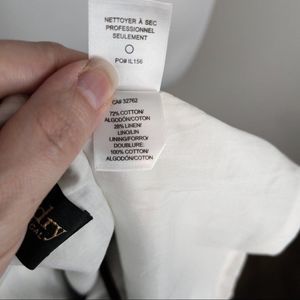 NETTOYER À SEC
PROFESSIONNEL
SEULEMENT
PO# IL156
CA# 32762
72% COTTON/
ALGODÓN/COTON
28% LINEN/
LINO/LIN
LINING/FORRO/
DOUBLURE:
100% COTTON/
ALGODÓN/COTON
dry